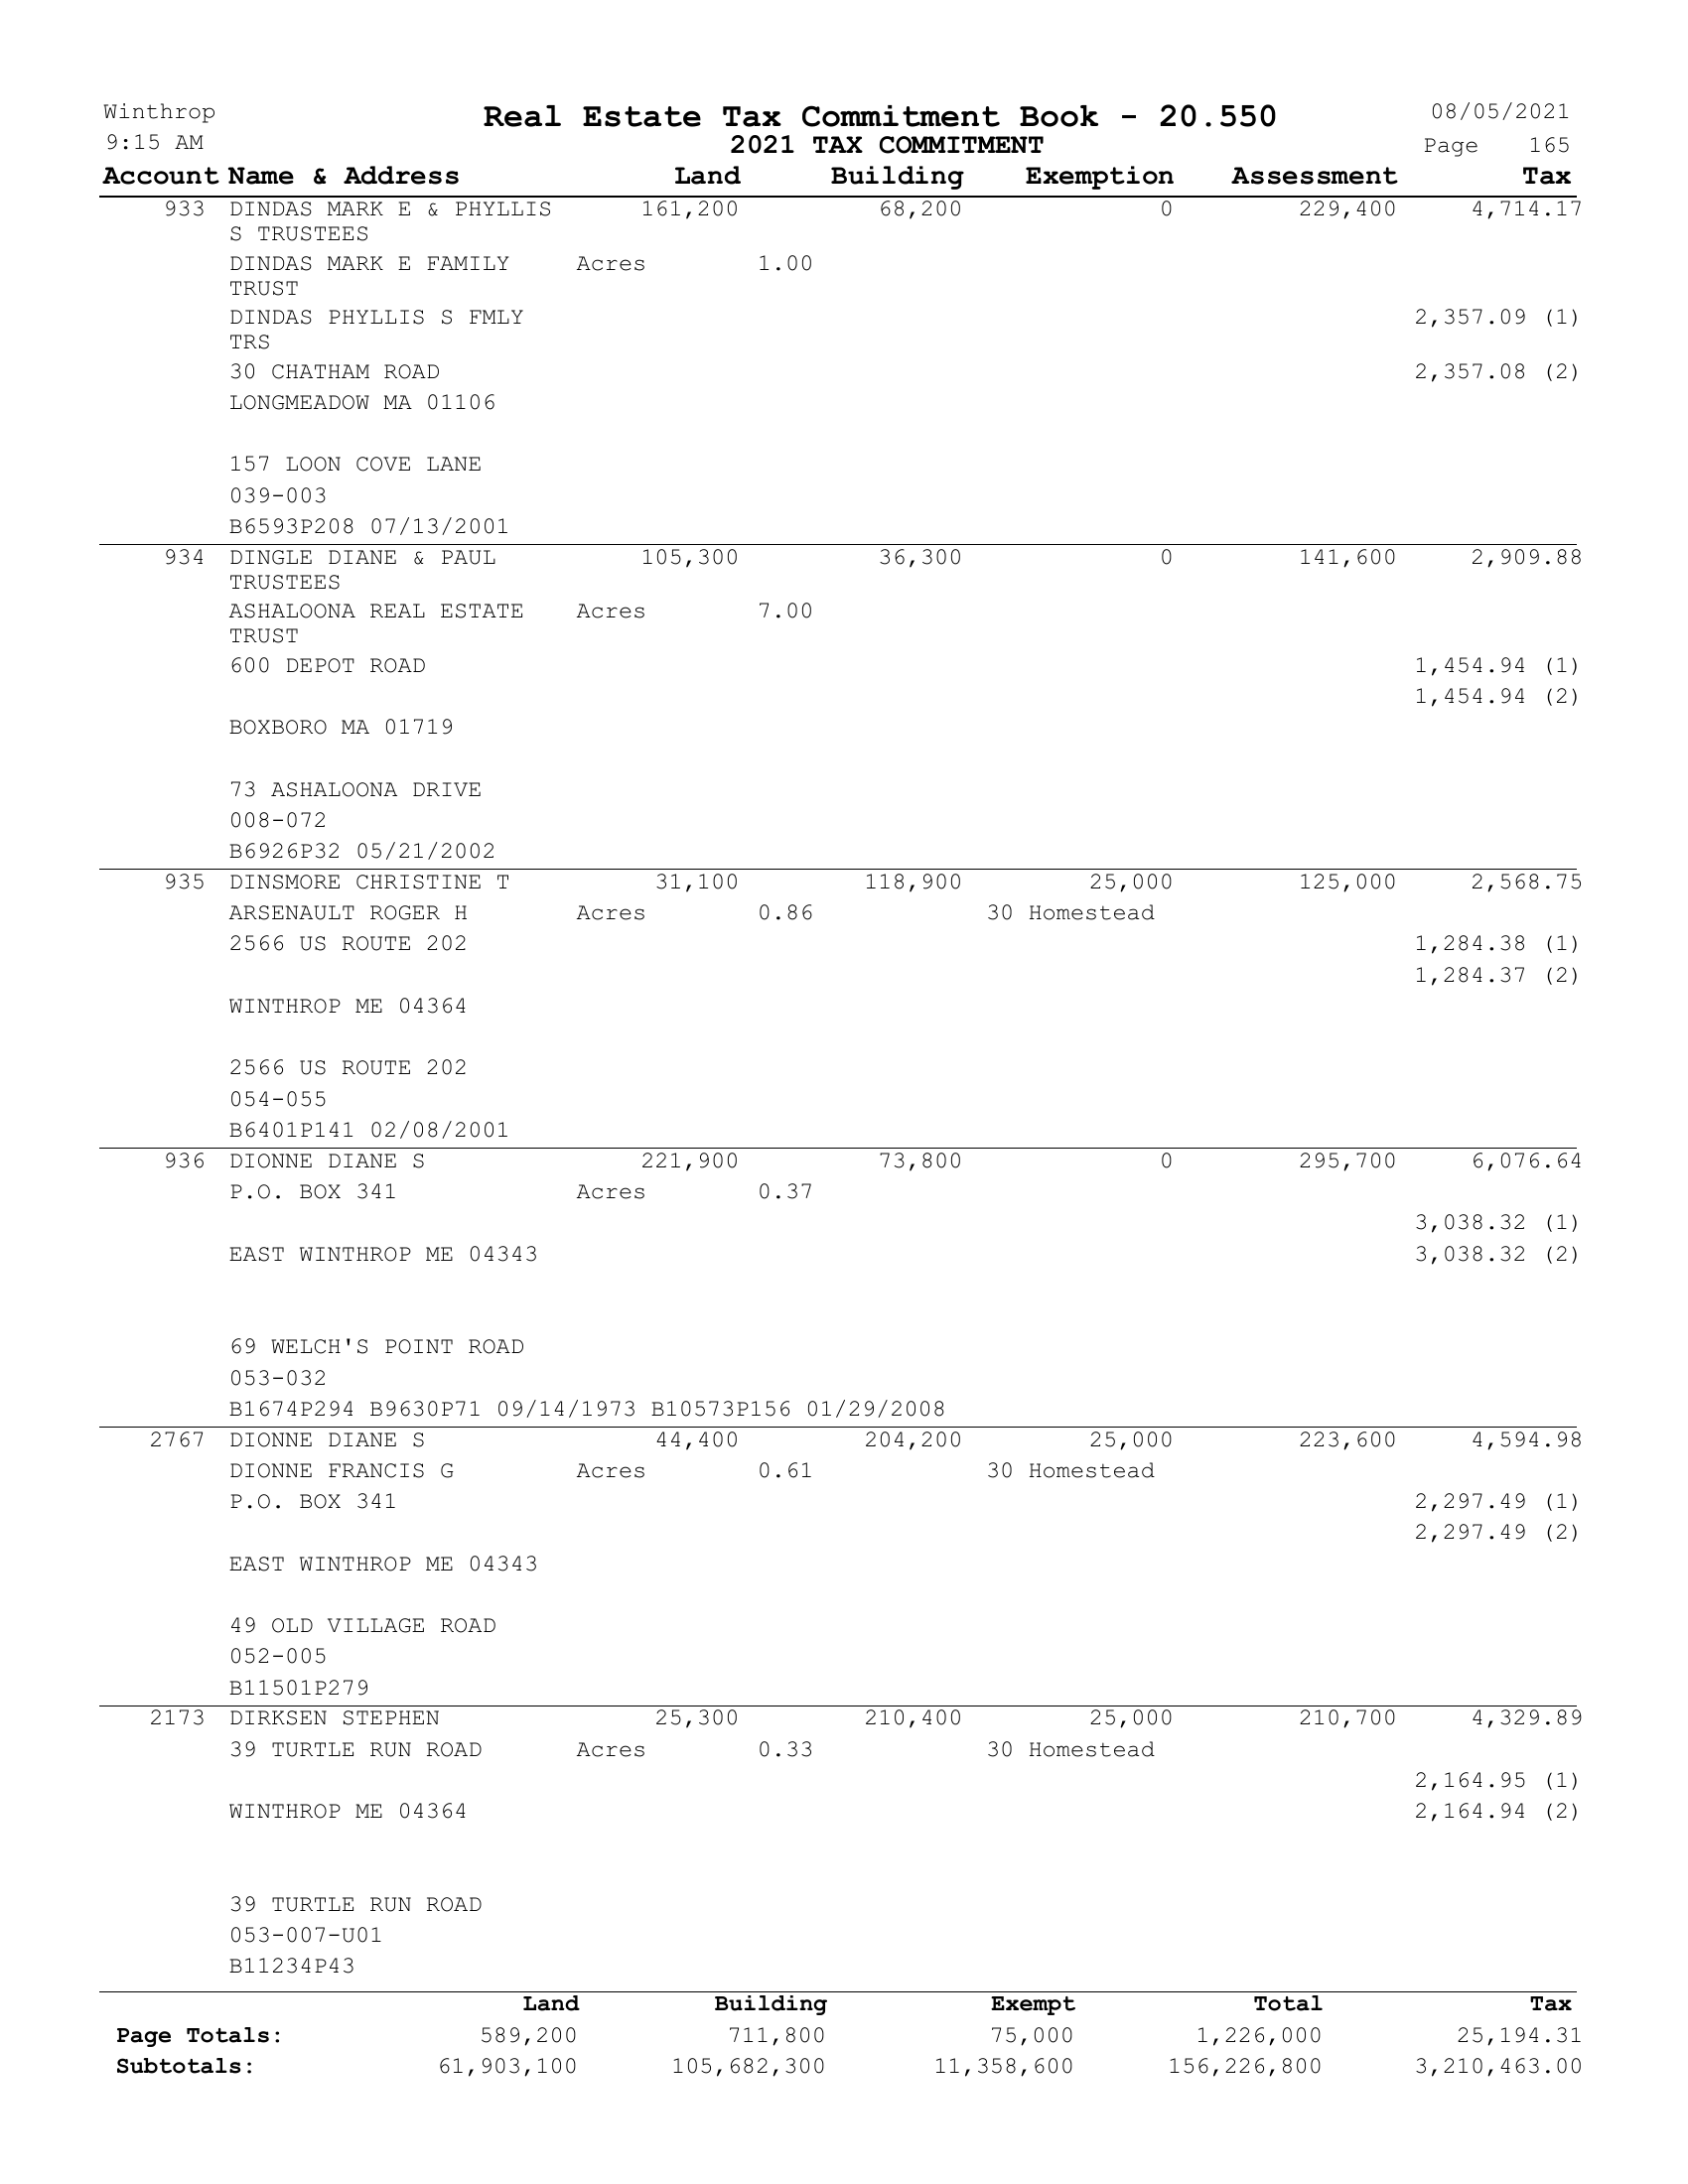 Winthrop Real Estate Tax Commitment Book - 20.550 08/05/2021
9:15 AM 2021 TAX COMMITMENT Page 165
Account Name & Address Land Building Exemption Assessment Tax
933 DINDAS MARK E & PHYLLIS 161,200 68,200 0 229,400 4,714.17
S TRUSTEES
DINDAS MARK E FAMILY Acres 1.00
TRUST
DINDAS PHYLLIS S FMLY 2,357.09 (1)
TRS
30 CHATHAM ROAD 2,357.08 (2)
LONGMEADOW MA 01106
157 LOON COVE LANE
039-003
B6593P208 07/13/2001
934 DINGLE DIANE & PAUL 105,300 36,300 0 141,600 2,909.88
TRUSTEES
ASHALOONA REAL ESTATE Acres 7.00
TRUST
600 DEPOT ROAD 1,454.94 (1)
1,454.94 (2)
BOXBORO MA 01719
73 ASHALOONA DRIVE
008-072
B6926P32 05/21/2002
935 DINSMORE CHRISTINE T 31,100 118,900 25,000 125,000 2,568.75
ARSENAULT ROGER H Acres 0.86 30 Homestead
2566 US ROUTE 202 1,284.38 (1)
1,284.37 (2)
WINTHROP ME 04364
2566 US ROUTE 202
054-055
B6401P141 02/08/2001
936 DIONNE DIANE S 221,900 73,800 0 295,700 6,076.64
P.O. BOX 341 Acres 0.37
3,038.32 (1)
EAST WINTHROP ME 04343 3,038.32 (2)
69 WELCH'S POINT ROAD
053-032
B1674P294 B9630P71 09/14/1973 B10573P156 01/29/2008
2767 DIONNE DIANE S 44,400 204,200 25,000 223,600 4,594.98
DIONNE FRANCIS G Acres 0.61 30 Homestead
P.O. BOX 341 2,297.49 (1)
2,297.49 (2)
EAST WINTHROP ME 04343
49 OLD VILLAGE ROAD
052-005
B11501P279
2173 DIRKSEN STEPHEN 25,300 210,400 25,000 210,700 4,329.89
39 TURTLE RUN ROAD Acres 0.33 30 Homestead
2,164.95 (1)
WINTHROP ME 04364 2,164.94 (2)
39 TURTLE RUN ROAD
053-007-U01
B11234P43
Land Building Exempt Total Tax
Page Totals: 589,200 711,800 75,000 1,226,000 25,194.31
Subtotals: 61,903,100 105,682,300 11,358,600 156,226,800 3,210,463.00